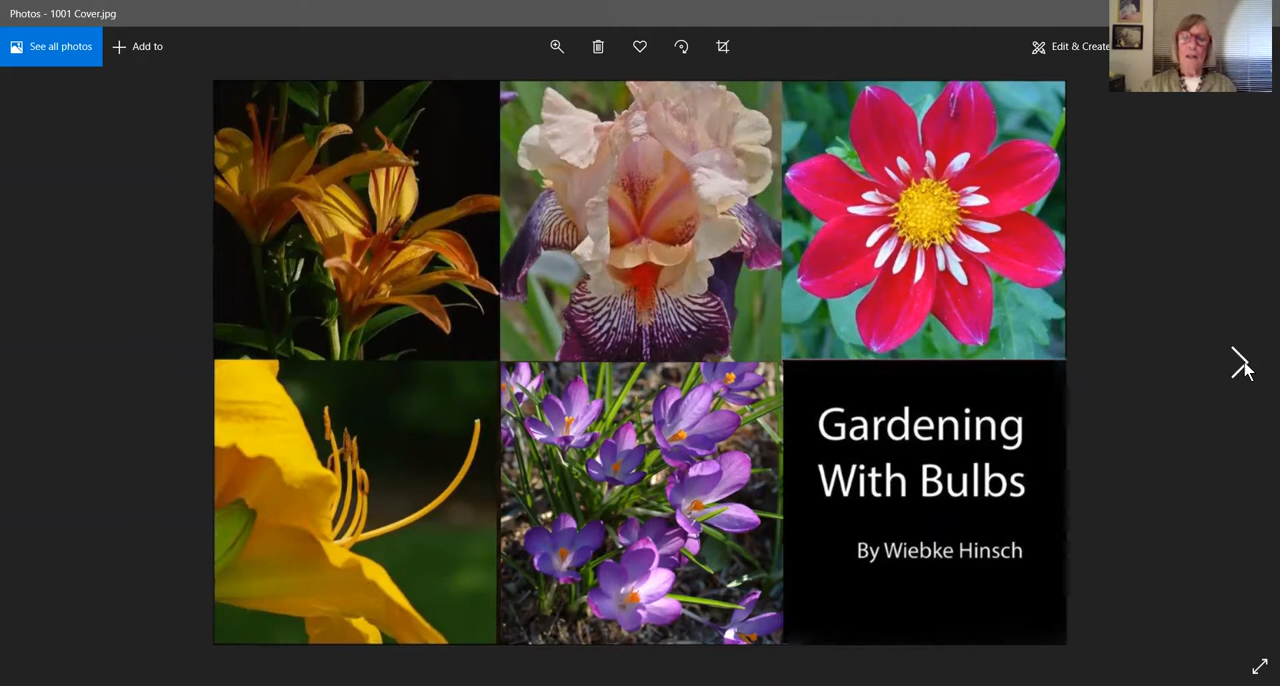 Photos - 1001 Cover.jpg
See all photos
Add to
Edit & Create
Gardening
With Bulbs
By Wiebke Hinsch